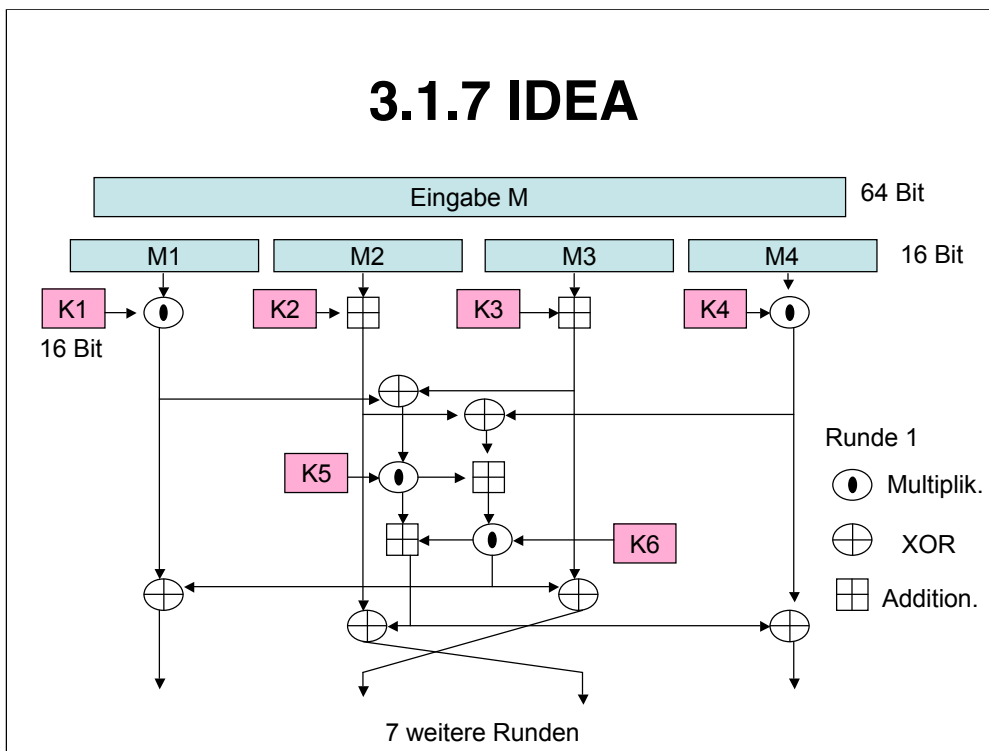 3.1.7 IDEA
Eingabe M
64 Bit
M1
M2
M3
M4
16 Bit
K1
K2
K3
K4
16 Bit
Runde 1
K5
Multiplik.
K6
XOR
Addition.
7 weitere Runden